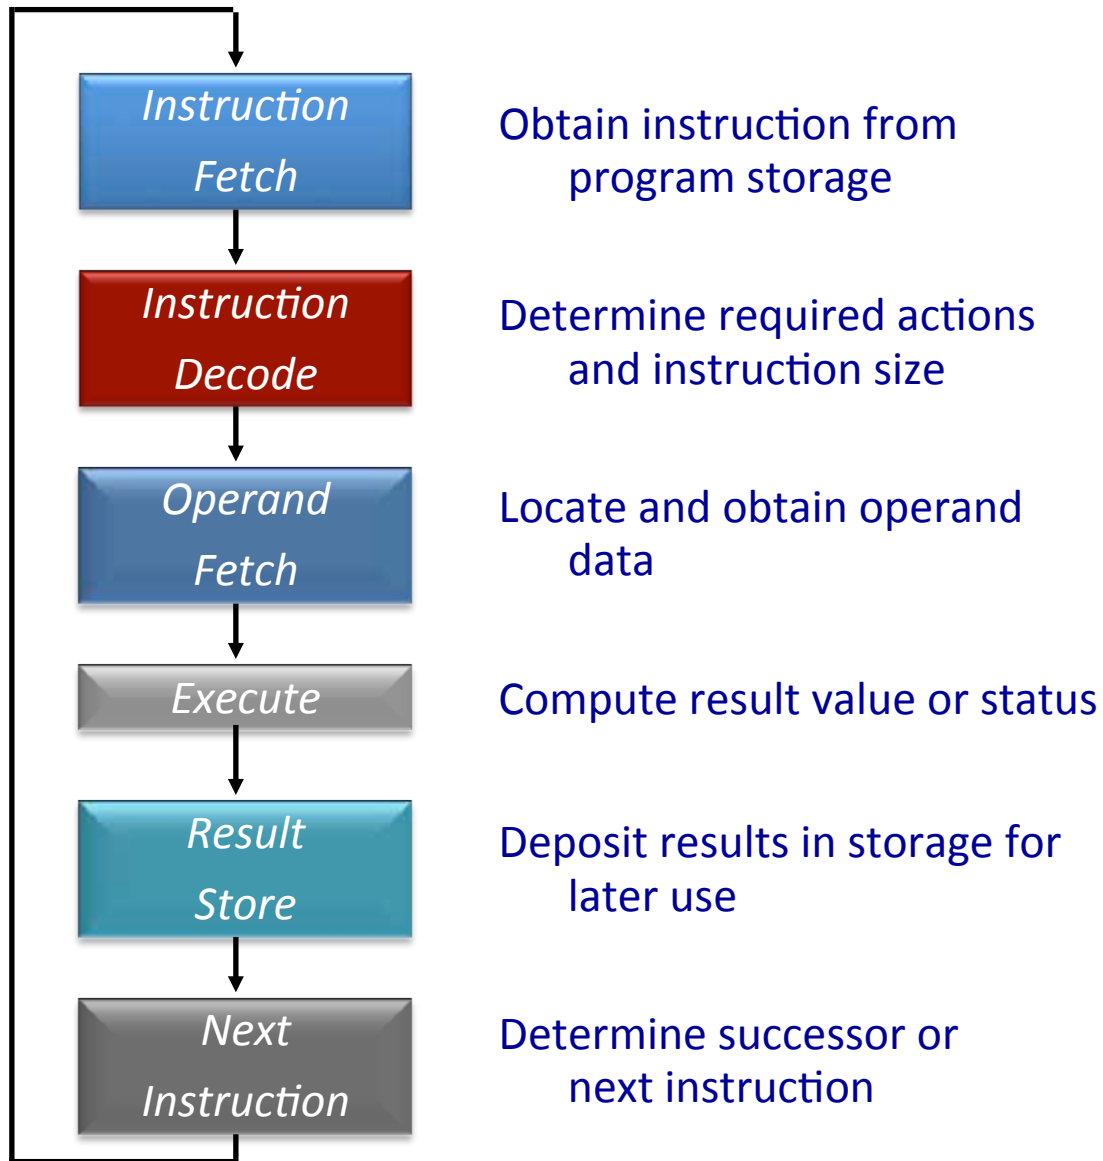 Instruction
Fetch
Obtain instruction from
program storage
Instruction
Decode
Determine required actions
and instruction size
Operand
Fetch
Locate and obtain operand
data
Execute
Compute result value or status
Result
Store
Deposit results in storage for
later use
Next
Instruction
Determine successor or
next instruction